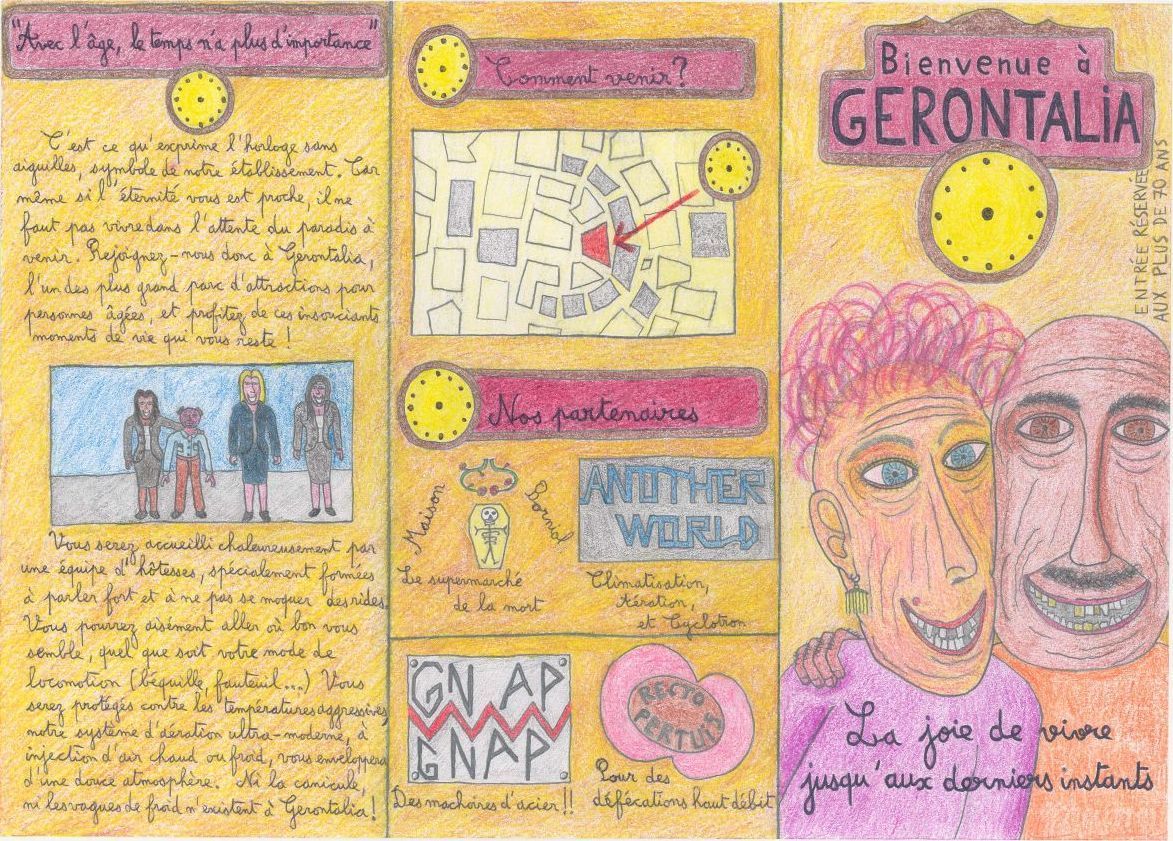 "Avec l'âge, le temps n'a plus d'importance"
C'est ce qu'exprime l'horloge sans
aiguilles, symbole de notre établissement. Car
même si l'éternité vous est proche, il ne
faut pas vivre dans l'attente du paradis à
venir. Rejoignez-nous donc à Gerontalia,
l'un des plus grand parc d'attractions pour
personnes âgées, et profitez de ces insouciants
moments de vie qui vous reste !
Vous serez accueilli chaleureusement par
une équipe d'hôtesses, spécialement formées
à parler fort et à ne pas se moquer des rides.
Vous pourrez aisément aller où bon vous
semble, quel que soit votre mode de
locomotion (béquille, fauteuil...) Vous
serez protégés contre les températures aggressives,
notre système d'aération ultra-moderne, à
injection d'air chaud ou froid, vous enveloppera
d'une douce atmosphère. Ni la canicule,
ni les vagues de froid n'existent à Gerontalia !
Comment venir ?
Nos partenaires
Maison Borniol
Le supermarché
de la mort
ANOTHER
WORLD
Climatisation,
Aération,
et Cyclotron
GNAP
GNAP
Des machoires d'acier !!
RECTO
PERTUIS
Pour des
défécations haut débit
Bienvenue à
GERONTALIA
ENTRÉE RÉSERVÉE
AUX PLUS DE 70 ANS
La joie de vivre
jusqu'aux derniers instants